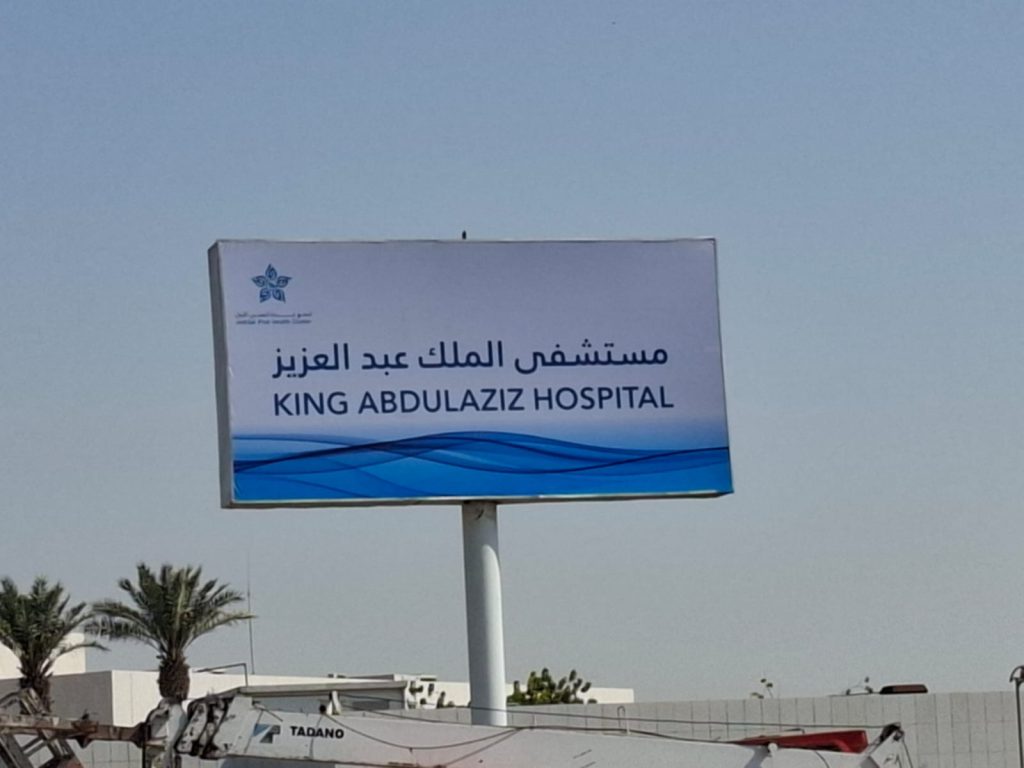 مستشفى الملك عبد العزيز
KING ABDULAZIZ HOSPITAL
TADANO